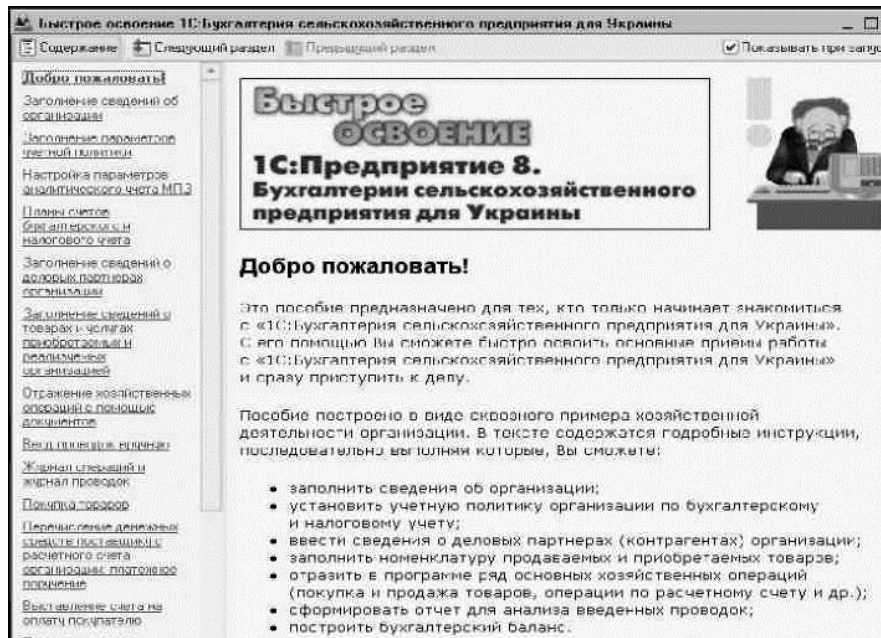 Быстрое освоение 1С:Бухгалтерия сельскохозяйственного предприятия для Украины
Содержание Следующий раздел Предыдущий раздел Показывать при запус
Добро пожаловать!
Заголнение сведений об
организации
Заполнение параметров
учетной политики
Настройка параметров
аналитического учета МПЗ
Планы счетов
бухгалтерского и
налогового учета
Заголнение сведений о
деловых партнерах
организации
Заголнение сведений о
товарах и услугах
приобретаемых и
реализуемых
организацией
Отражение хозяйственных
операций с помощью
документов
Ввод проводок вручную
Журнал операций и
журнал проводок
Покупка товаров
Перечисление денежных
средств поставщику с
расчетного счета
организации: платежное
поручение
Выставление счета на
оплату покупателю
Быстрое
ОСВОЕНИЕ
1С:Предприятие 8.
Бухгалтерии сельскохозяйственного
предприятия для Украины
Добро пожаловать!
Это пособие предназначено для тех, кто только начинает знакомиться
с «1С:Бухгалтерия сельскохозяйственного предприятия для Украины».
С его помощью Вы сможете быстро освоить основные приемы работы
с «1С:Бухгалтерия сельскохозяйственного предприятия для Украины»
и сразу приступить к делу.
Пособие построено в виде сквозного примера хозяйственной
деятельности организации. В тексте содержатся подробные инструкции,
последовательно выполняя которые, Вы сможете:
• заполнить сведения об организации;
• установить учетную политику организации по бухгалтерскому
и налоговому учету;
• ввести сведения о деловых партнерах (контрагентах) организации;
• заполнить номенклатуру продаваемых и приобретаемых товаров;
• отразить в программе ряд основных хозяйственных операций
(покупка и продажа товаров, операции по расчетному счету и др.);
• сформировать отчет для анализа введенных проводок;
• построить бухгалтерский баланс.